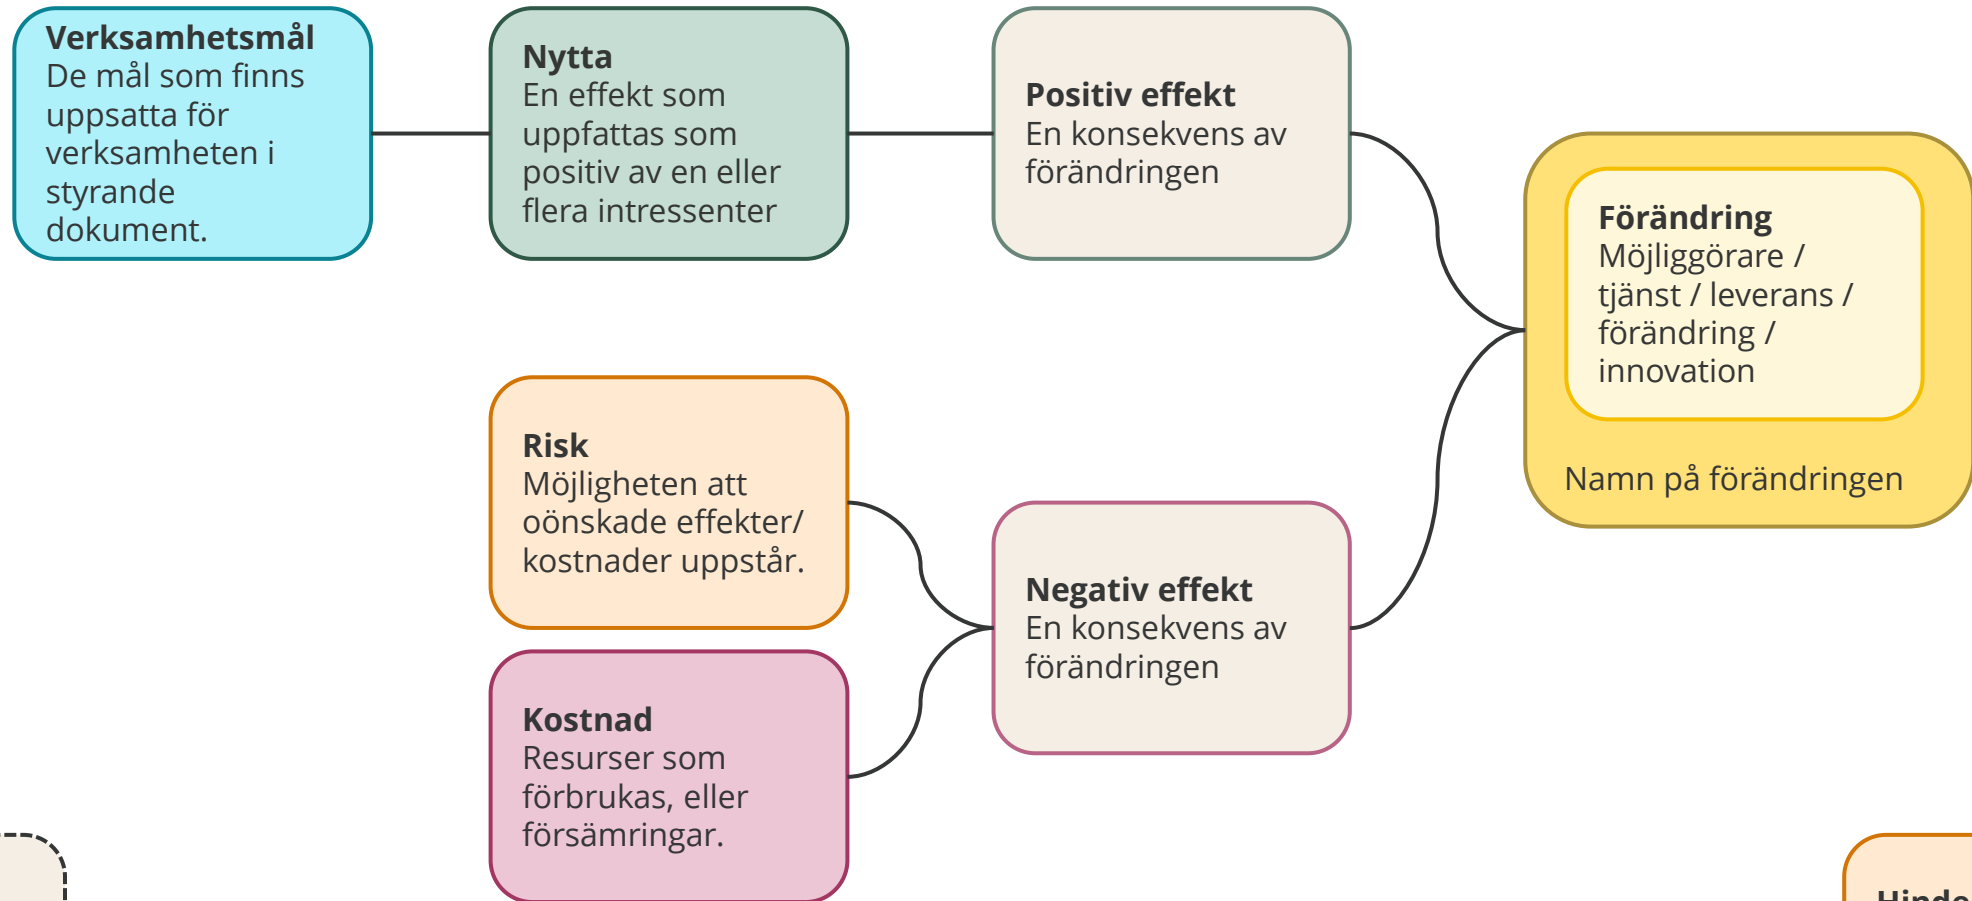 Verksamhetsmål
De mål som finns
uppsatta för
verksamheten i
styrande
dokument.
Nytta
En effekt som
uppfattas som
positiv av en eller
flera intressenter
Positiv effekt
En konsekvens av
förändringen
Förändring
Möjliggörare /
tjänst / leverans /
förändring /
innovation
Namn på förändringen
Risk
Möjligheten att
oönskade effekter/
kostnader uppstår.
Negativ effekt
En konsekvens av
förändringen
Kostnad
Resurser som
förbrukas, eller
försämringar.